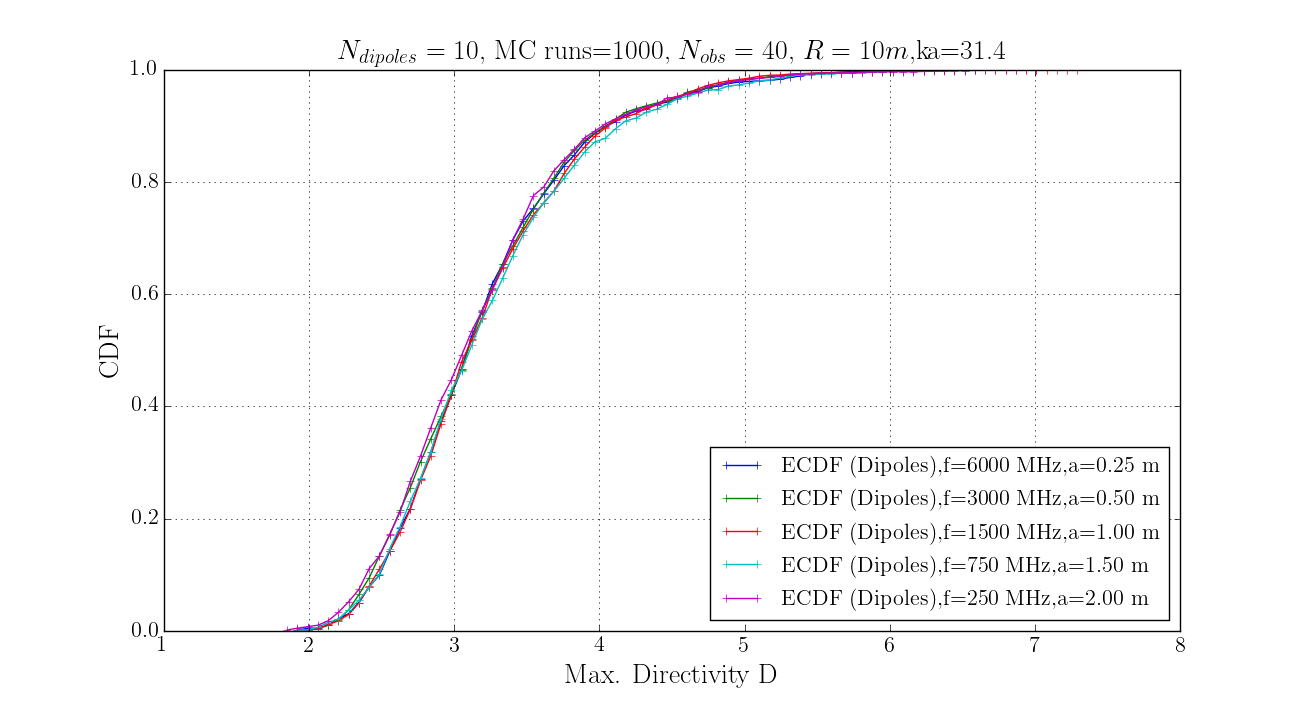 N_dipoles = 10, MC runs=1000, N_obs = 40, R = 10m,ka=31.4
1.0
0.8
0.6
0.4
0.2
0.0
CDF
ECDF (Dipoles),f=6000 MHz,a=0.25 m
ECDF (Dipoles),f=3000 MHz,a=0.50 m
ECDF (Dipoles),f=1500 MHz,a=1.00 m
ECDF (Dipoles),f=750 MHz,a=1.50 m
ECDF (Dipoles),f=250 MHz,a=2.00 m
1 2 3 4 5 6 7 8
Max. Directivity D